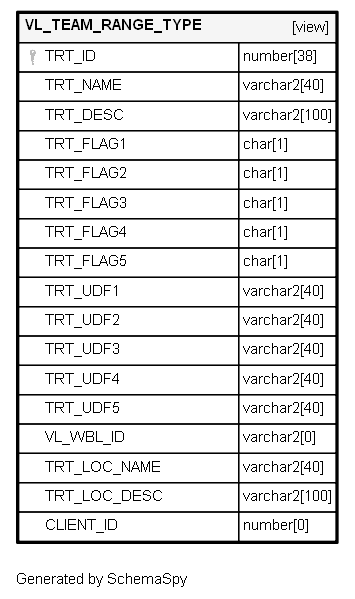 VL_TEAM_RANGE_TYPE [view]
TRT_ID number[38]
TRT_NAME varchar2[40]
TRT_DESC varchar2[100]
TRT_FLAG1 char[1]
TRT_FLAG2 char[1]
TRT_FLAG3 char[1]
TRT_FLAG4 char[1]
TRT_FLAG5 char[1]
TRT_UDF1 varchar2[40]
TRT_UDF2 varchar2[40]
TRT_UDF3 varchar2[40]
TRT_UDF4 varchar2[40]
TRT_UDF5 varchar2[40]
VL_WBL_ID varchar2[0]
TRT_LOC_NAME varchar2[40]
TRT_LOC_DESC varchar2[100]
CLIENT_ID number[0]
Generated by SchemaSpy